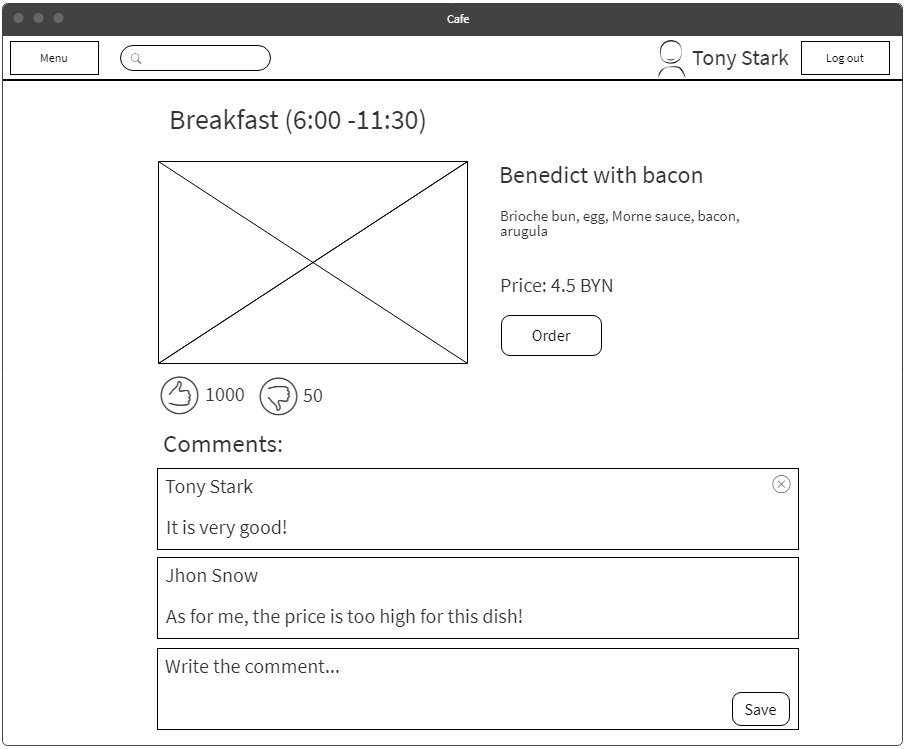 Cafe
Menu
Tony Stark
Log out
Breakfast (6:00 -11:30)
Benedict with bacon
Brioche bun, egg, Morne sauce, bacon,
arugula
Price: 4.5 BYN
Order
1000
50
Comments:
Tony Stark
It is very good!
Jhon Snow
As for me, the price is too high for this dish!
Write the comment...
Save